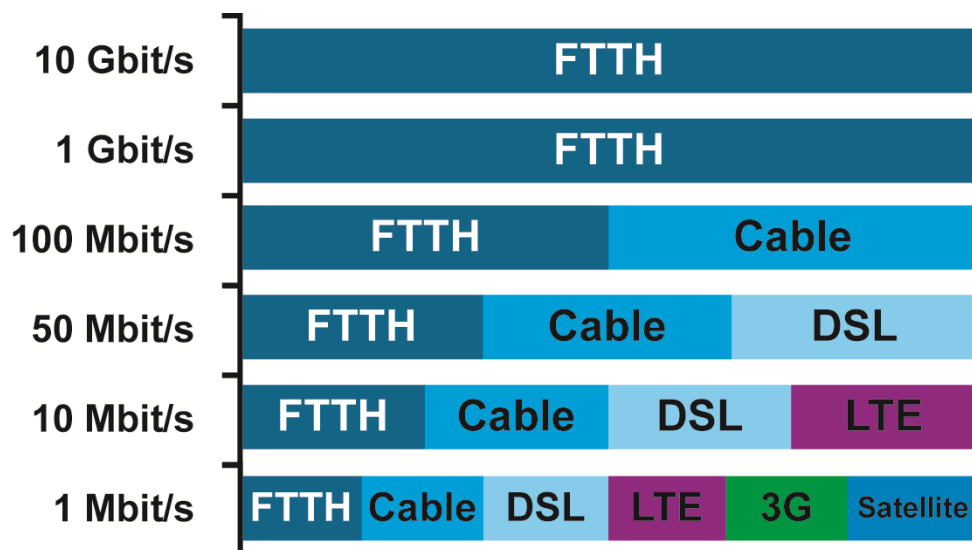 10 Gbit/s FTTH
1 Gbit/s FTTH
100 Mbit/s FTTH Cable
50 Mbit/s FTTH Cable DSL
10 Mbit/s FTTH Cable DSL LTE
1 Mbit/s FTTH Cable DSL LTE 3G Satellite